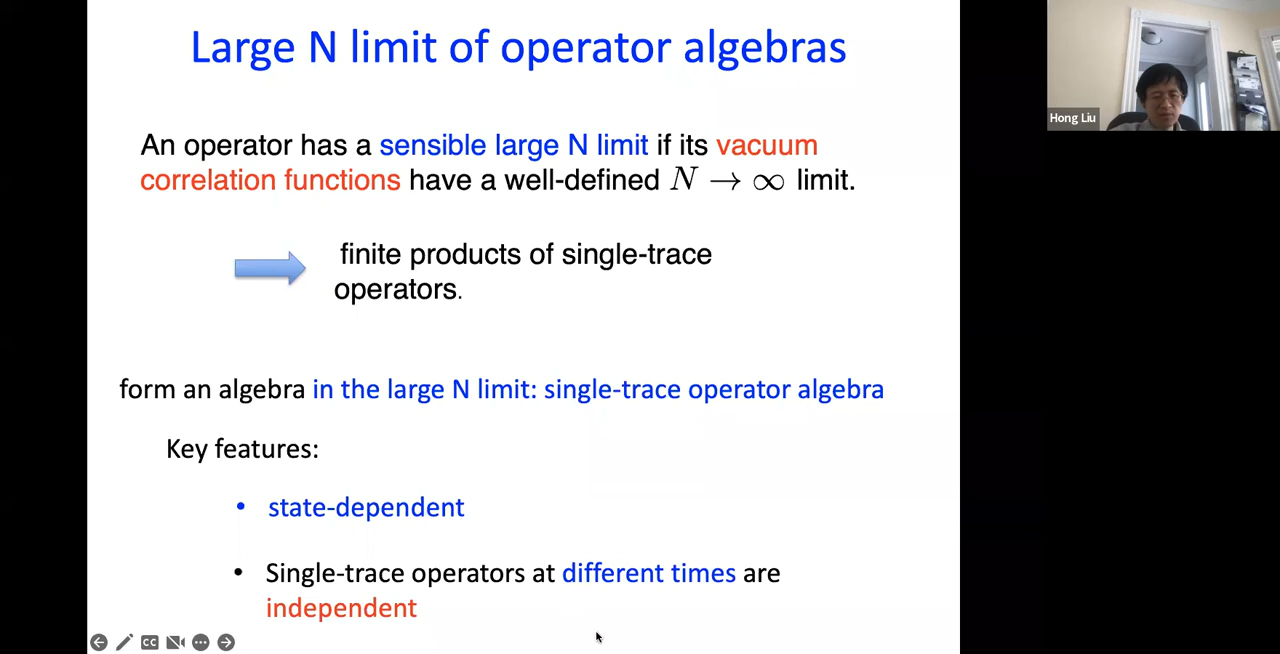 Large N limit of operator algebras
Hong Liu
An operator has a sensible large N limit if its vacuum
correlation functions have a well-defined N → ∞ limit.
finite products of single-trace
operators.
form an algebra in the large N limit: single-trace operator algebra
Key features:
• state-dependent
• Single-trace operators at different times are
independent
CC